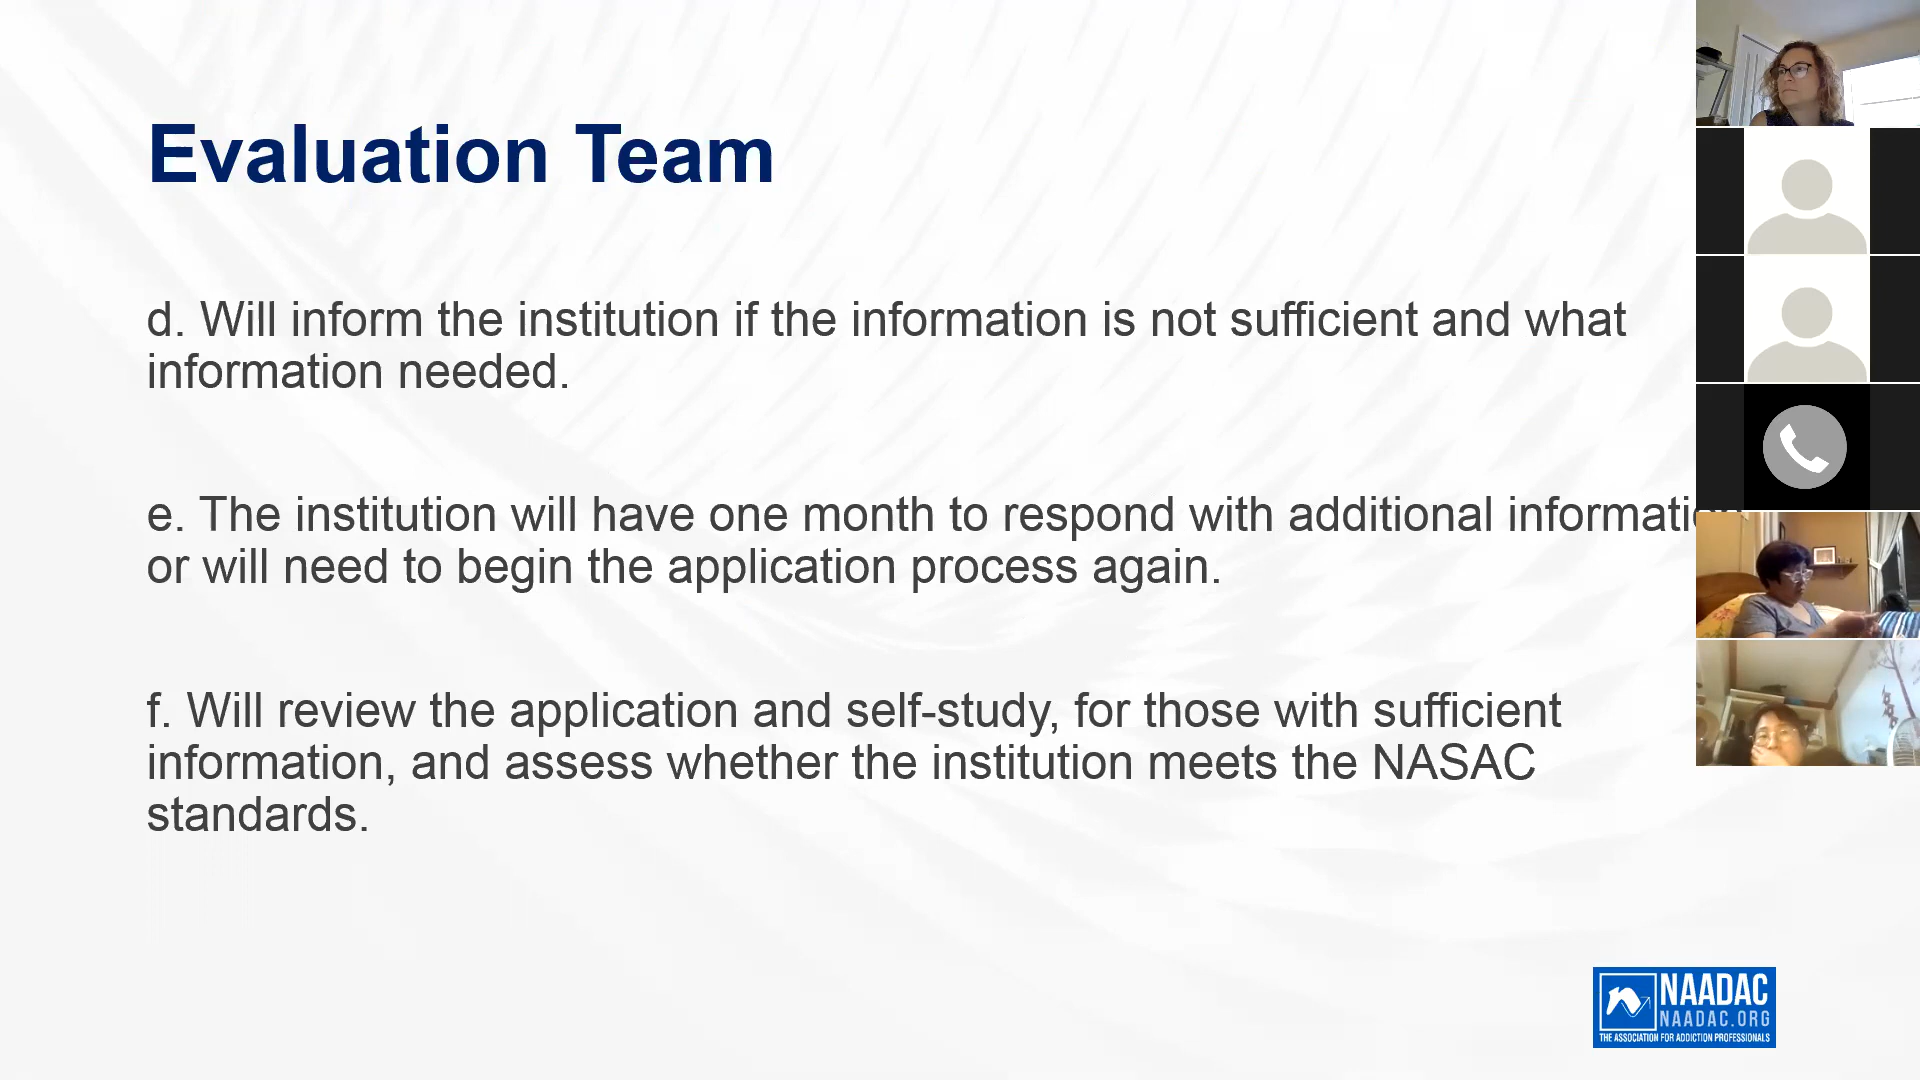 Evaluation Team
d. Will inform the institution if the information is not sufficient and what
information needed.
e. The institution will have one month to respond with additional
or will need to begin the application process again.
f. Will review the application and self-study, for those with sufficient
information, and assess whether the institution meets the NASAC
standards.
NAADAC
NAADAC.ORG
THE ASSOCIATION FOR ADDICTION PROFESSIONALS